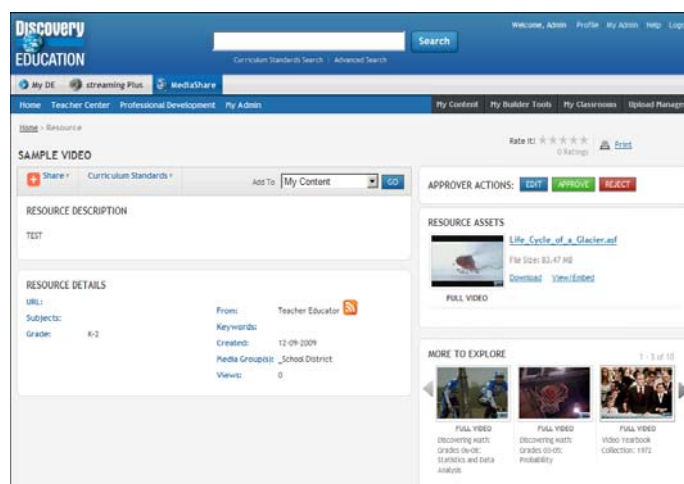 Discovery
EDUCATION
Welcome, Admin Profile My Admin Help
Search
Curriculum Standards Search | Advanced Search
My DE streaming Plus MediaShare
Home Teacher Center Professional Development My Admin
My Content My Builder Tools My Classrooms Upload Manage
Home > Resource
Rate It:
0 Ratings
Print
SAMPLE VIDEO
Share Curriculum Standards Add To My Content GO
APPROVER ACTIONS: EDIT APPROVE REJECT
RESOURCE DESCRIPTION
TEST
RESOURCE ASSETS
Life_Cycle_of_a_Glacier.asf
File Size: 83.47 MB
Download View/Embed
FULL VIDEO
RESOURCE DETAILS
URL:
Subjects:
Grade: K-2
From: Teacher Educator
Keywords:
Created: 12-09-2009
Media Group(s): _School District
Views: 0
MORE TO EXPLORE
1 - 3 of 10
FULL VIDEO
Discovering Math:
Grades 06-08:
Statistics and Data
Analysis
FULL VIDEO
Discovering Math:
Grades 03-05:
Probability
FULL VIDEO
Video Yearbook
Collection: 1972